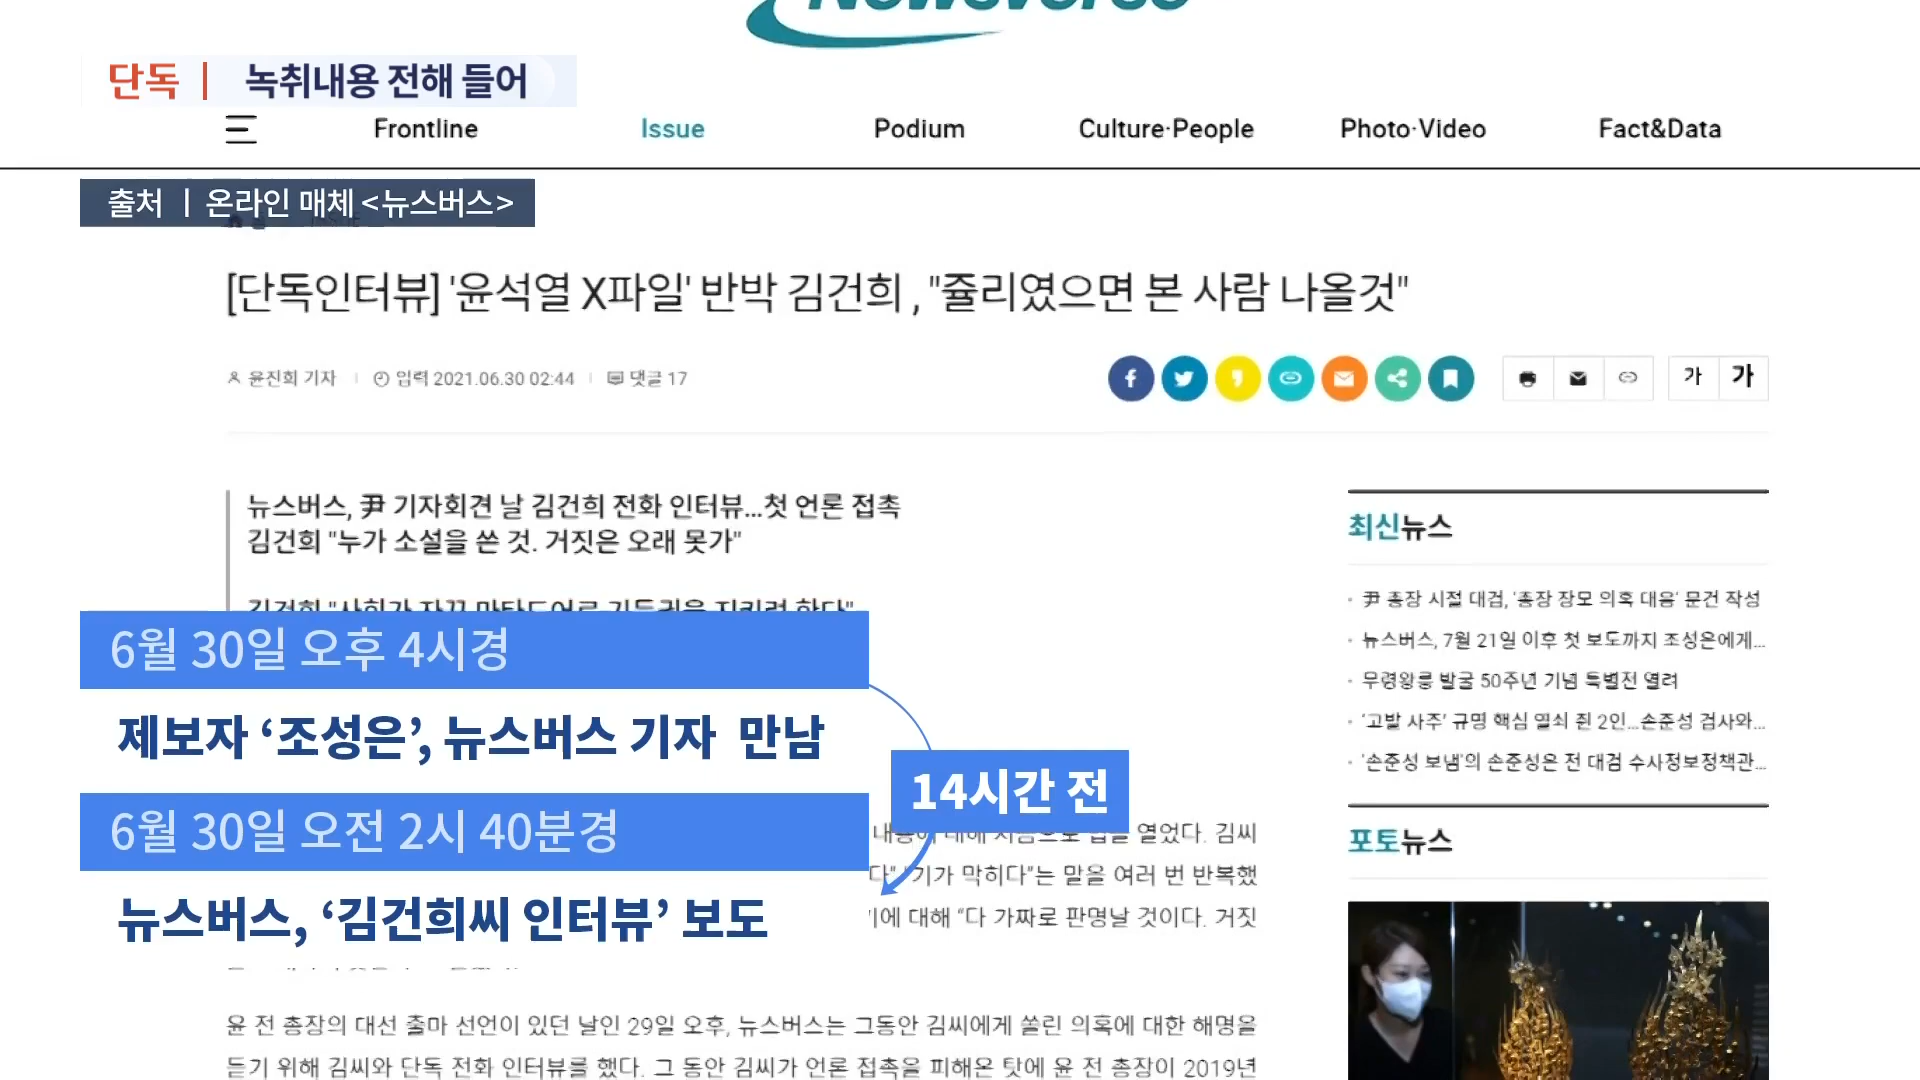 Newsverse
단독 | 녹취내용 전해 들어
Frontline Issue Podium Culture·People Photo·Video Fact&Data
출처 | 온라인 매체 <뉴스버스>
[단독인터뷰] '윤석열 X파일' 반박 김건희 , "쥴리였으면 본 사람 나올것"
윤진희 기자 입력 2021.06.30 02:44 댓글 17
가 가
뉴스버스, 尹 기자회견 날 김건희 전화 인터뷰...첫 언론 접촉
김건희 "누가 소설을 쓴 것. 거짓은 오래 못가"
6월 30일 오후 4시경
제보자 ‘조성은’, 뉴스버스 기자 만남
14시간 전
6월 30일 오전 2시 40분경
뉴스버스, ‘김건희씨 인터뷰’ 보도
열었다. 김씨
"기가 막히다"는 말을 여러 번 반복했
에 대해 “다 가짜로 판명날 것이다. 거짓
윤 전 총장의 대선 출마 선언이 있던 날인 29일 오후, 뉴스버스는 그동안 김씨에게 쏠린 의혹에 대한 해명을
듣기 위해 김씨와 단독 전화 인터뷰를 했다. 그 동안 김씨가 언론 접촉을 피해온 탓에 윤 전 총장이 2019년
최신뉴스
· 尹 총장 시절 대검, '총장 장모 의혹 대응' 문건 작성
· 뉴스버스, 7월 21일 이후 첫 보도까지 조성은에게...
· 무령왕릉 발굴 50주년 기념 특별전 열려
· '고발 사주' 규명 핵심 열쇠 쥔 2인...손준성 검사와...
· '손준성 보냄'의 손준성은 전 대검 수사정보정책관...
포토뉴스